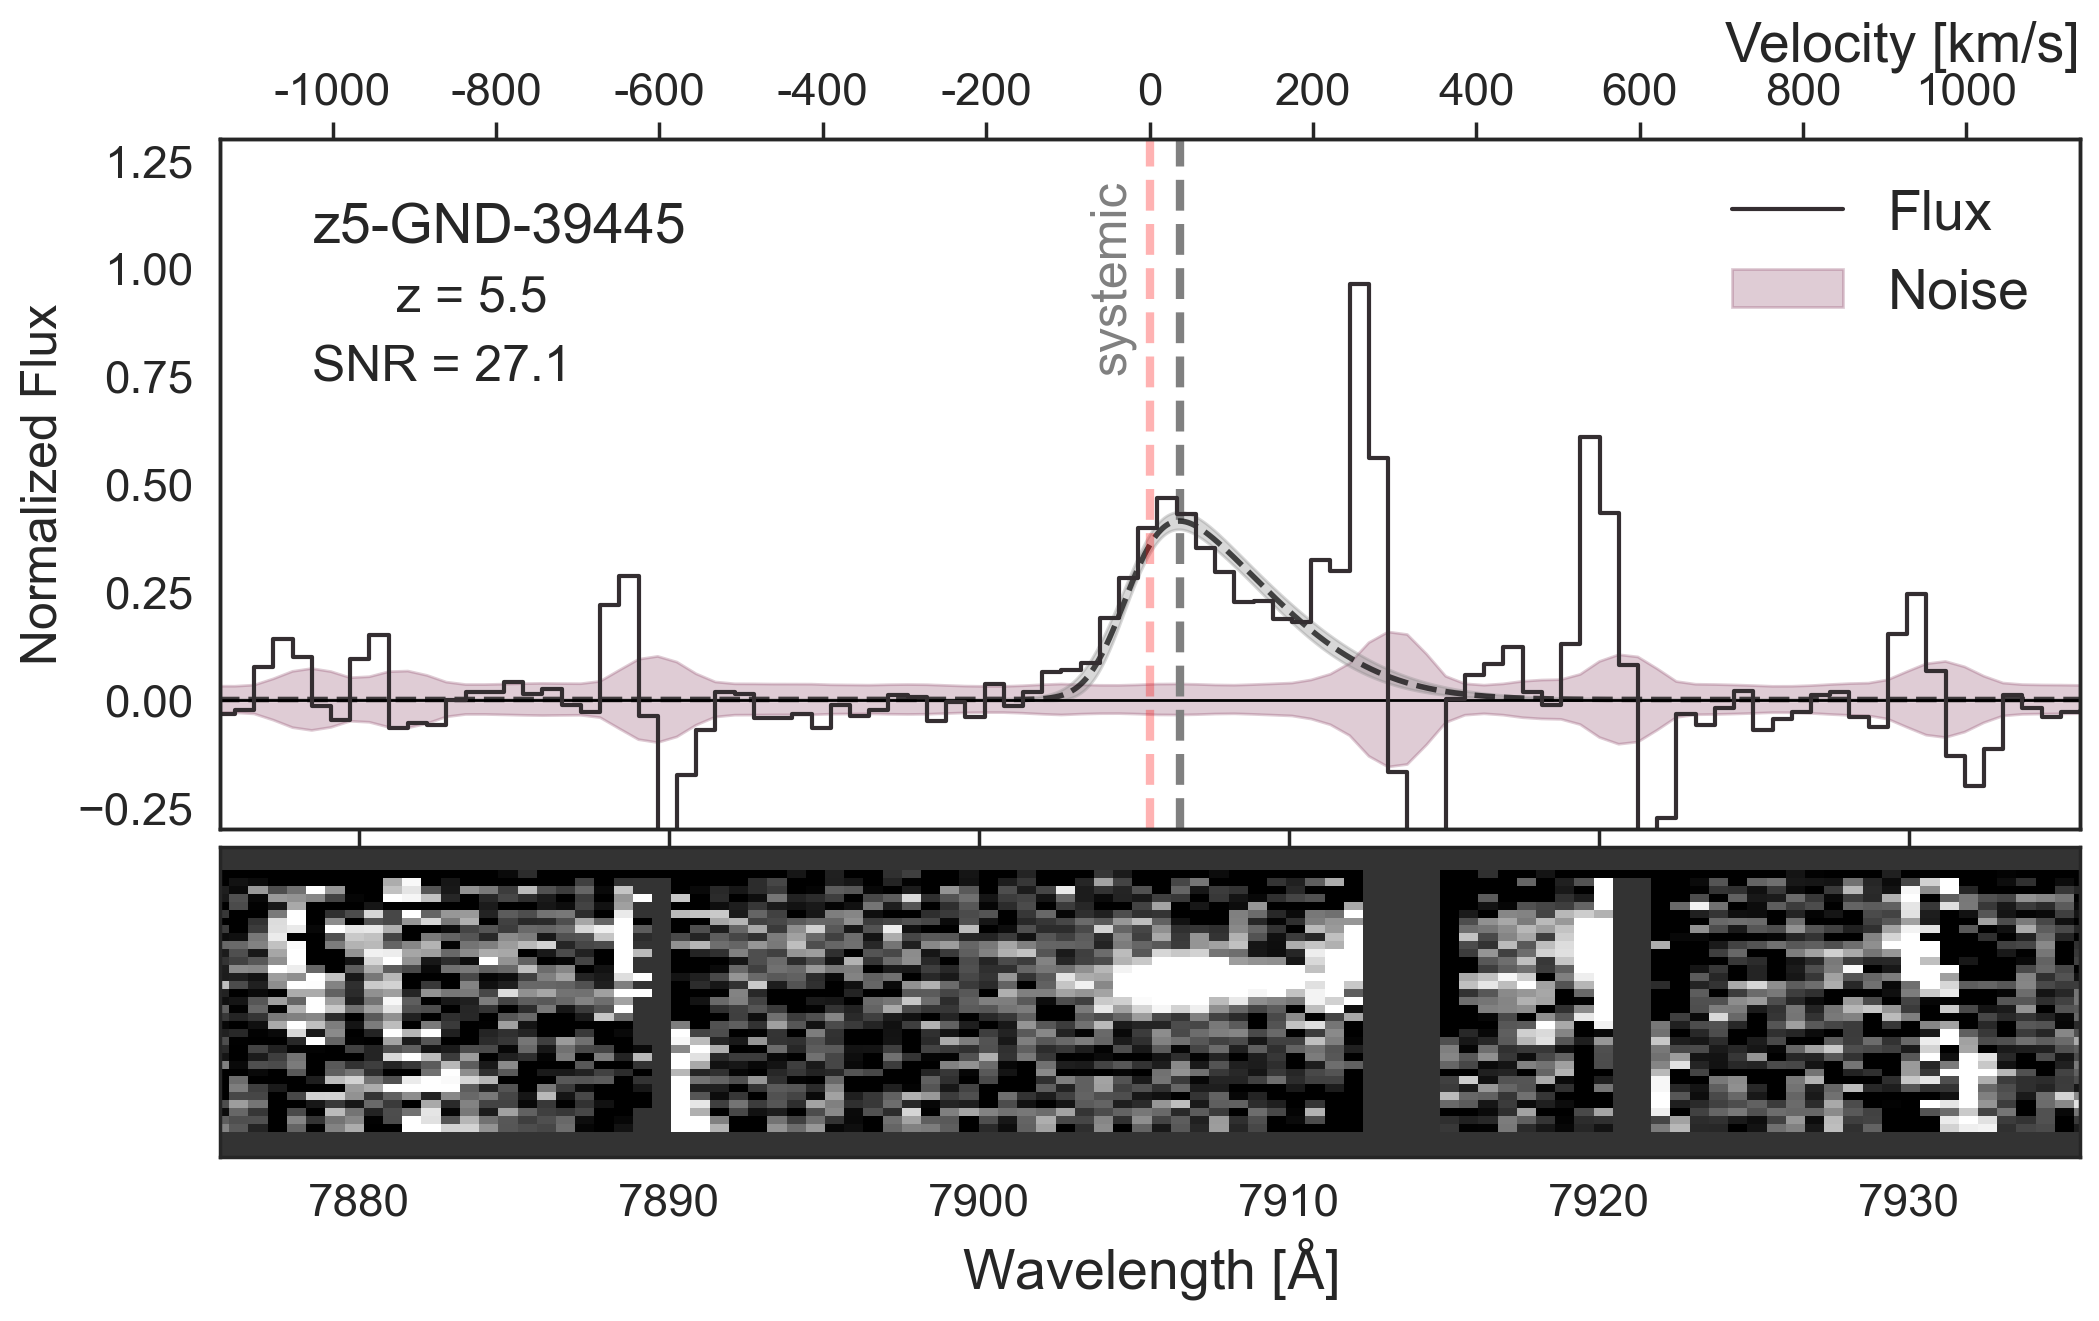 Velocity [km/s]
-1000 -800 -600 -400 -200 0 200 400 600 800 1000
1.25
1.00
0.75
0.50
0.25
0.00
−0.25
Normalized Flux
z5-GND-39445
z = 5.5
SNR = 27.1
systemic
Flux
Noise
7880 7890 7900 7910 7920 7930
Wavelength [Å]